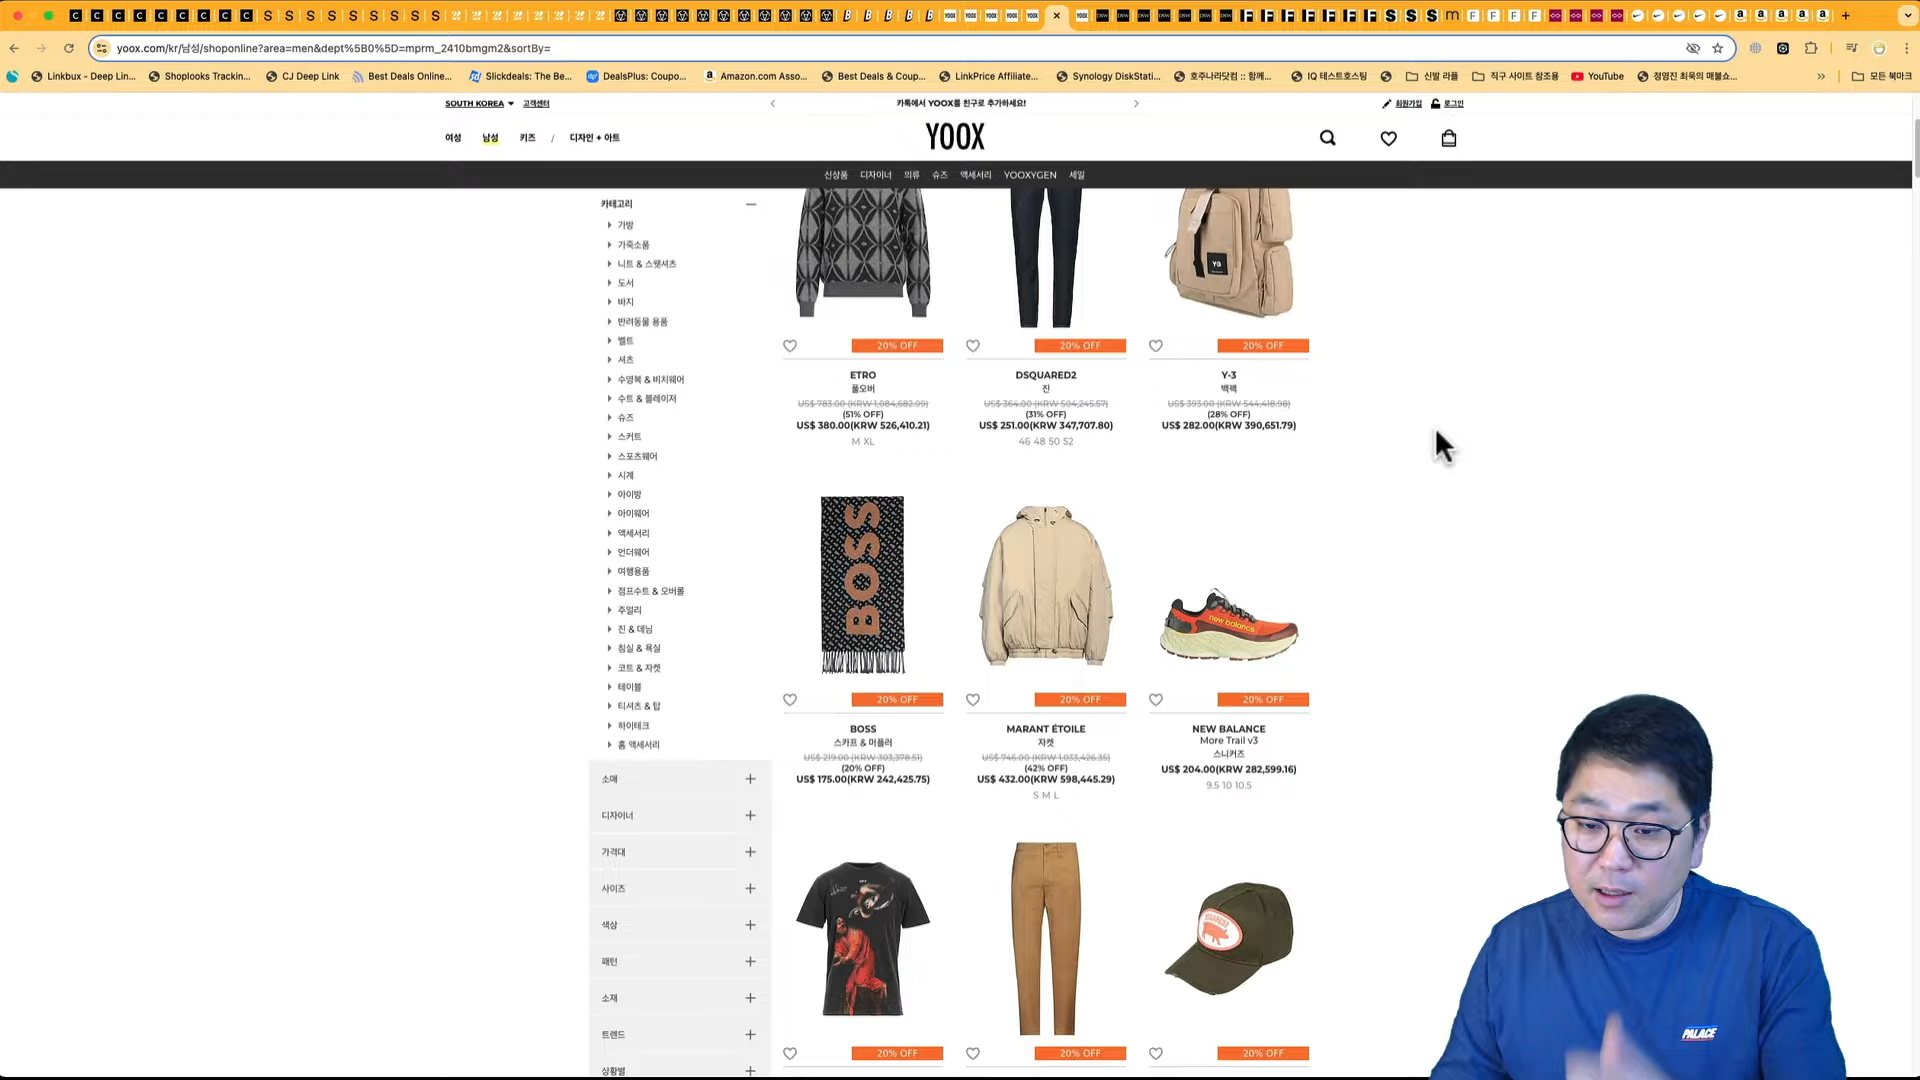 yoox.com/kr/남성/shoponline?area=men&dept%5B0%5D=mprm_2410bmgm2&sortBy=
Linkbux - Deep Lin...
Shoplooks Trackin...
CJ Deep Link
Best Deals Online...
Slickdeals: The Be...
DealsPlus: Coupo...
Amazon.com Asso...
Best Deals & Coup...
LinkPrice Affiliate...
Synology DiskStati...
호주나라닷컴 :: 함께...
IQ 테스트호스팅
신발 라플
직구 사이트 참조용
YouTube
정영진 최욱의 매불쇼...
모든 북마크
SOUTH KOREA
고객센터
카톡에서 YOOX를 친구로 추가하세요!
회원가입
로그인
여성
남성
키즈
/
디자인 + 아트
YOOX
신상품
디자이너
의류
슈즈
액세서리
YOOXYGEN
세일
카테고리
가방
가죽소품
니트 & 스웻셔츠
도서
바지
반려동물 용품
벨트
셔츠
수영복 & 비치웨어
수트 & 블레이저
슈즈
스커트
스포츠웨어
시계
아이방
아이웨어
액세서리
언더웨어
여행용품
점프수트 & 오버롤
주얼리
진 & 데님
침실 & 욕실
코트 & 자켓
테이블
티셔츠 & 탑
하이테크
홈 액세서리
소매
디자이너
가격대
사이즈
색상
패턴
소재
트렌드
상황별
Y-3
20% OFF
20% OFF
20% OFF
ETRO
풀오버
US$ 783.00 (KRW 1,084,682.09)
(51% OFF)
US$ 380.00(KRW 526,410.21)
M XL
DSQUARED2
진
US$ 364.00 (KRW 504,245.57)
(31% OFF)
US$ 251.00(KRW 347,707.80)
46 48 50 52
Y-3
백팩
US$ 393.00 (KRW 544,418.98)
(28% OFF)
US$ 282.00(KRW 390,651.79)
BOSS
new balance
20% OFF
20% OFF
20% OFF
BOSS
스카프 & 머플러
US$ 219.00 (KRW 303,378.51)
(20% OFF)
US$ 175.00(KRW 242,425.75)
MARANT ÉTOILE
자켓
US$ 746.00 (KRW 1,033,426.35)
(42% OFF)
US$ 432.00(KRW 598,445.29)
S M L
NEW BALANCE
More Trail v3
스니커즈
US$ 204.00(KRW 282,599.16)
9.5 10 10.5
20% OFF
20% OFF
20% OFF
PALACE